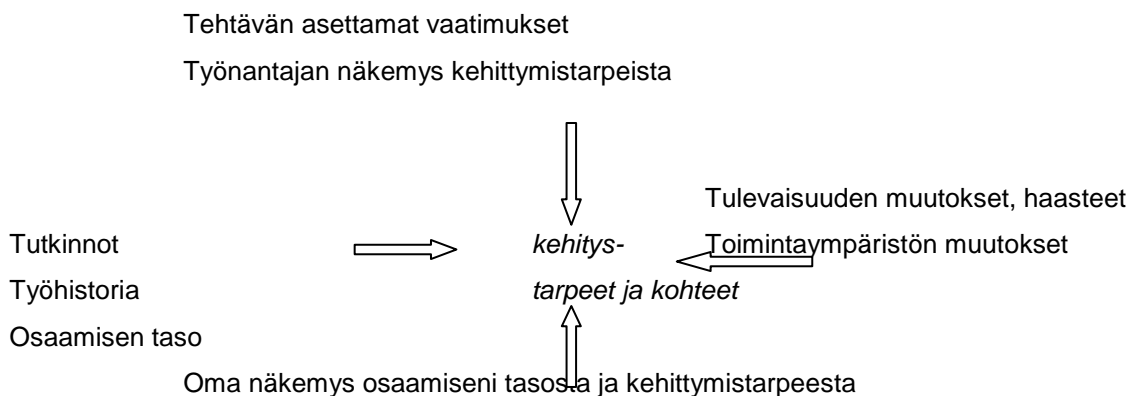 Tehtävän asettamat vaatimukset
Työnantajan näkemys kehittymistarpeista
Tulevaisuuden muutokset, haasteet
Tutkinnot
kehitys-
Toimintaympäristön muutokset
Työhistoria
tarpeet ja kohteet
Osaamisen taso
Oma näkemys osaamiseni tasosta ja kehittymistarpeesta